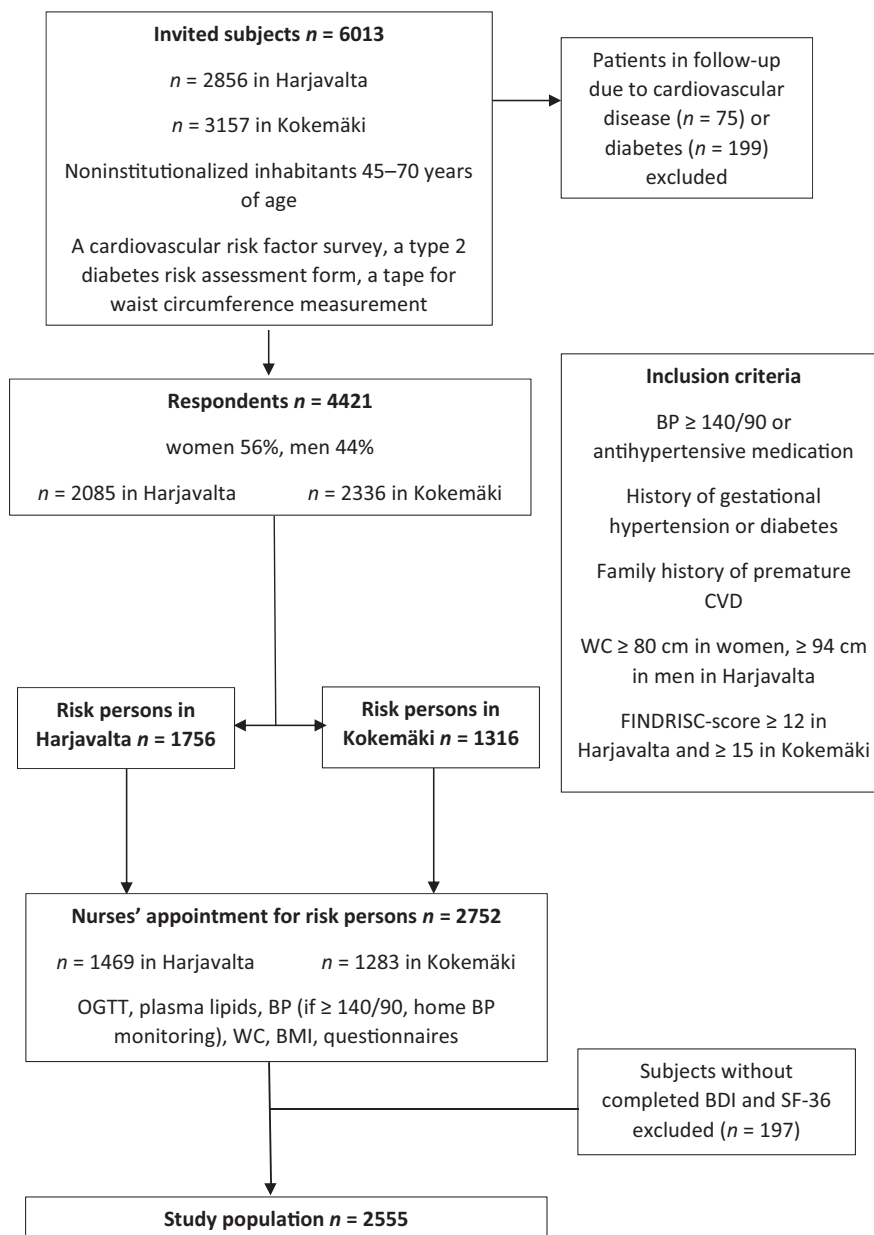 Invited subjects n = 6013
n = 2856 in Harjavalta
n = 3157 in Kokemäki
Noninstitutionalized inhabitants 45–70 years
of age
A cardiovascular risk factor survey, a type 2
diabetes risk assessment form, a tape for
waist circumference measurement
Patients in follow-up
due to cardiovascular
disease (n = 75) or
diabetes (n = 199)
excluded
Respondents n = 4421
women 56%, men 44%
n = 2085 in Harjavalta n = 2336 in Kokemäki
Inclusion criteria
BP ≥ 140/90 or
antihypertensive medication
History of gestational
hypertension or diabetes
Family history of premature
CVD
WC ≥ 80 cm in women, ≥ 94 cm
in men in Harjavalta
FINDRISC-score ≥ 12 in
Harjavalta and ≥ 15 in Kokemäki
Risk persons in
Harjavalta n = 1756
Risk persons in
Kokemäki n = 1316
Nurses’ appointment for risk persons n = 2752
n = 1469 in Harjavalta n = 1283 in Kokemäki
OGTT, plasma lipids, BP (if ≥ 140/90, home BP
monitoring), WC, BMI, questionnaires
Subjects without
completed BDI and SF-36
excluded (n = 197)
Study population n = 2555